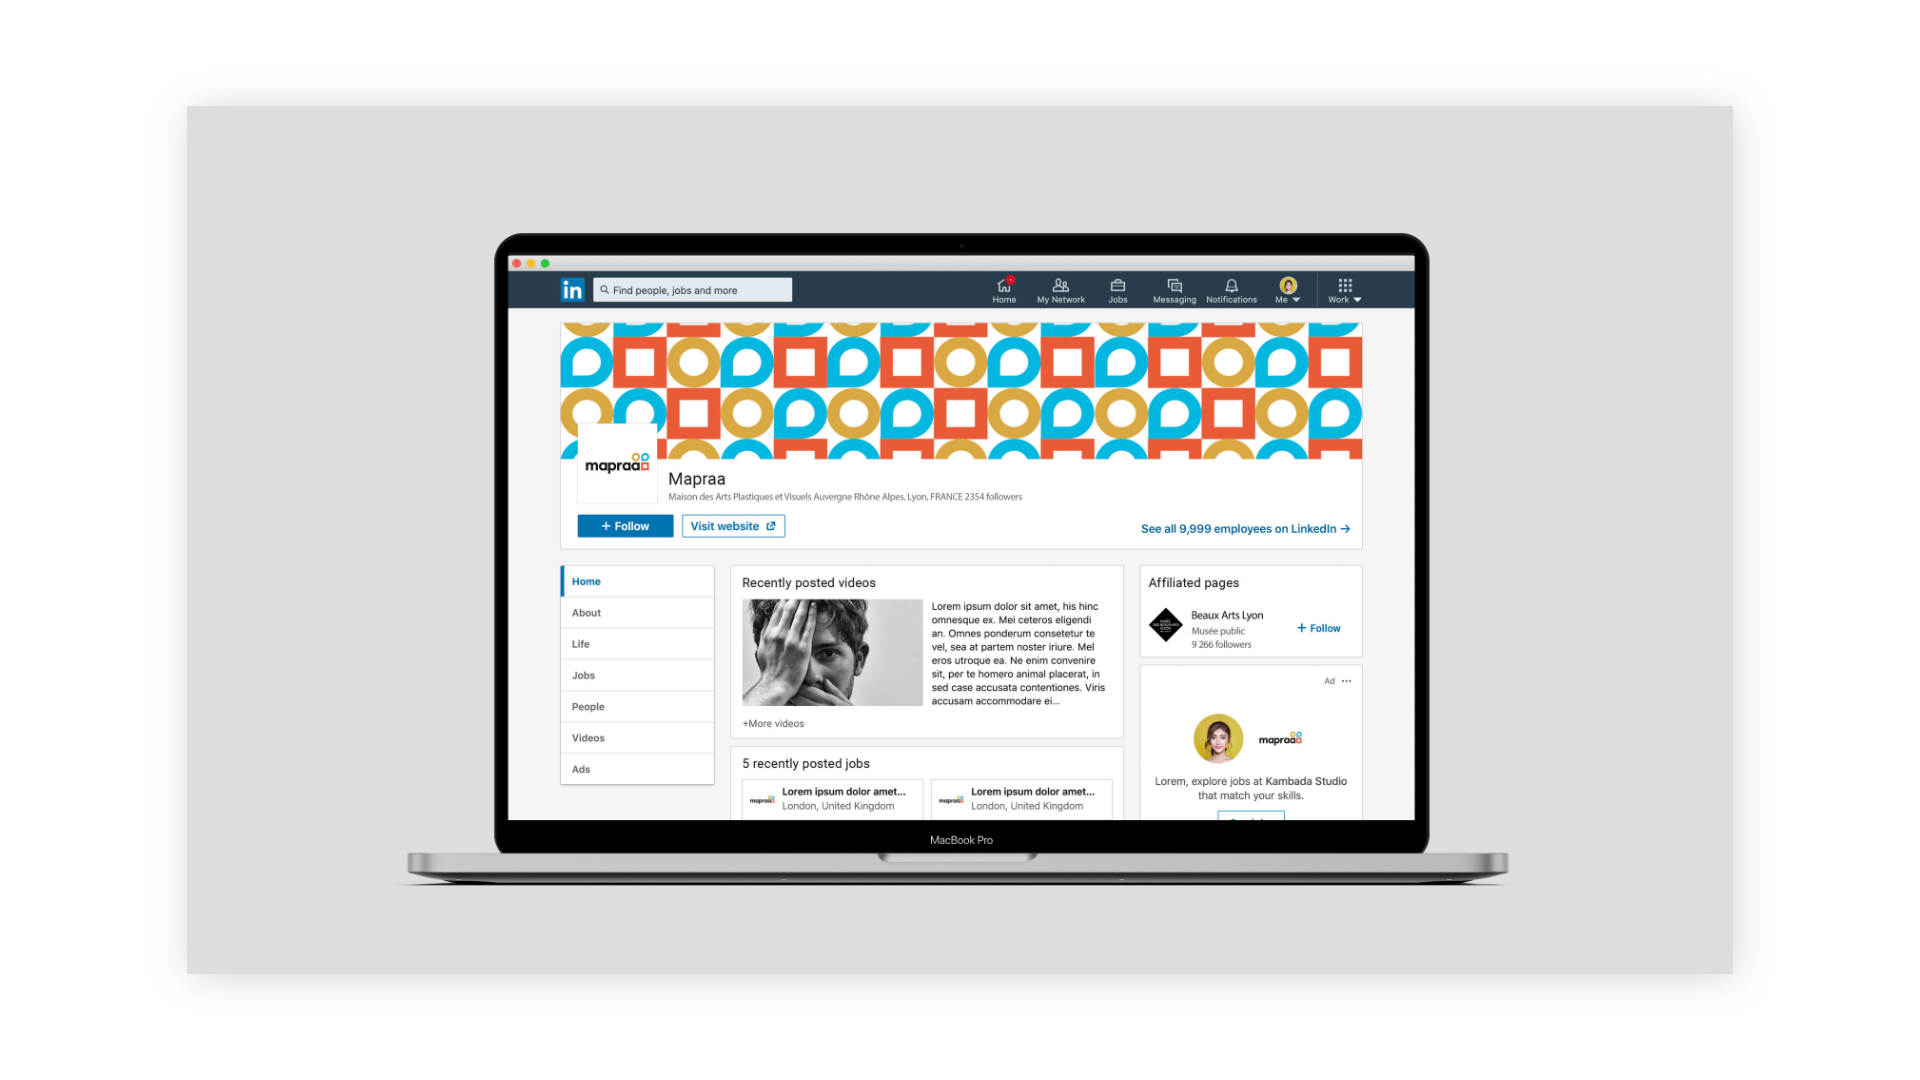 in
Find people, jobs and more
Home
My Network
Jobs
Messaging
Notifications
Me
Work
mapraa
Mapraa
Maison des Arts Plastiques et Visuels Auvergne Rhône Alpes, Lyon, FRANCE 2354 followers
+ Follow
Visit website
See all 9,999 employees on LinkedIn →
Home
About
Life
Jobs
People
Videos
Ads
Recently posted videos
Lorem ipsum dolor sit amet, his hinc
omnesque ex. Mei ceteros eligendi
an. Omnes ponderum consetetur te
vel, sea at partem noster iriure. Mel
eros utroque ea. Ne enim convenire
sit, per te homero animal placerat, in
sed case accusata contentiones. Viris
accusam accommodare ei...
+More videos
5 recently posted jobs
mapraa
Lorem ipsum dolor amet...
London, United Kingdom
mapraa
Lorem ipsum dolor amet...
London, United Kingdom
Affiliated pages
Beaux Arts Lyon
Musée public
9 266 followers
+ Follow
Ad ···
mapraa
Lorem, explore jobs at Kambada Studio
that match your skills.
MacBook Pro